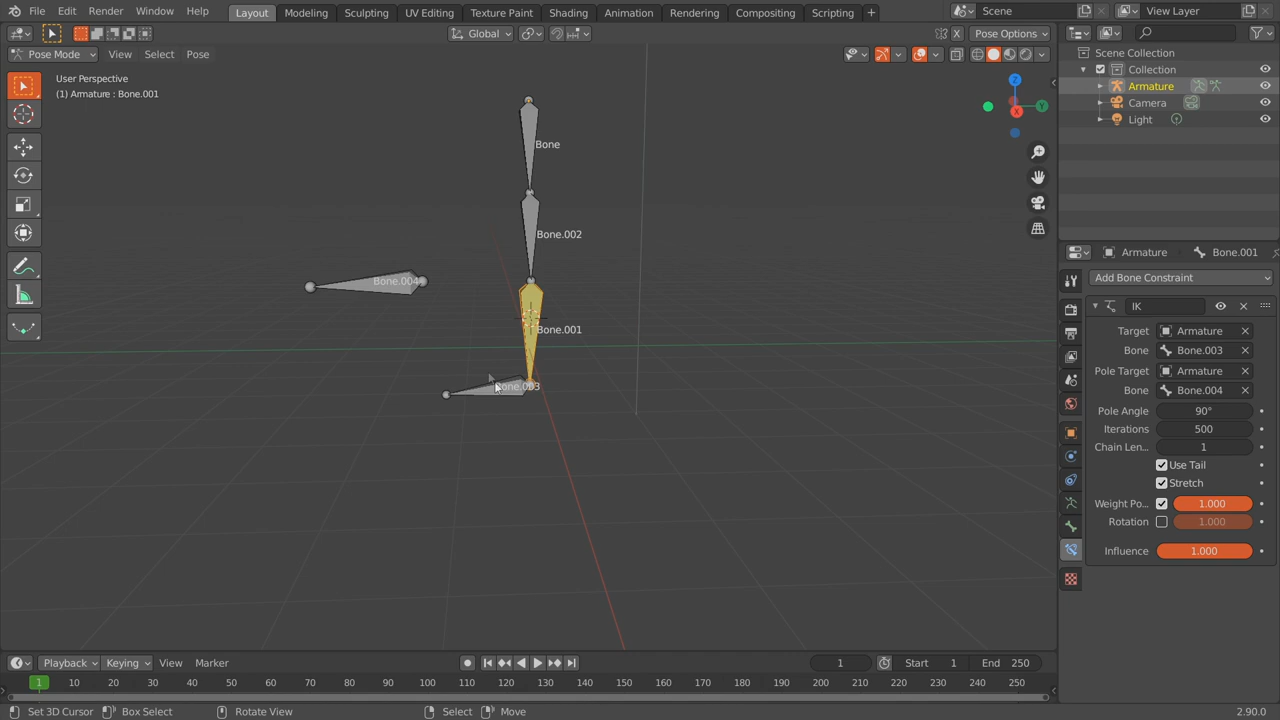 File Edit Render Window Help Layout Modeling Sculpting UV Editing Texture Paint Shading Animation Rendering Compositing Scripting + Scene View Layer
Global Pose Options
Pose Mode View Select Pose
User Perspective
(1) Armature : Bone.001
Z
Y
X
Bone
Bone.002
Bone.004
Bone.001
Bone.003
Scene Collection
Collection
Armature
Camera
Light
Armature Bone.001
Add Bone Constraint
IK
Target Armature
Bone Bone.003
Pole Target Armature
Bone Bone.004
Pole Angle 90°
Iterations 500
Chain Len... 1
Use Tail
Stretch
Weight Po... 1.000
Rotation 1.000
Influence 1.000
Playback Keying View Marker 1 Start 1 End 250
1 10 20 30 40 50 60 70 80 90 100 110 120 130 140 150 160 170 180 190 200 210 220 230 240 250
Set 3D Cursor Box Select Rotate View Select Move 2.90.0